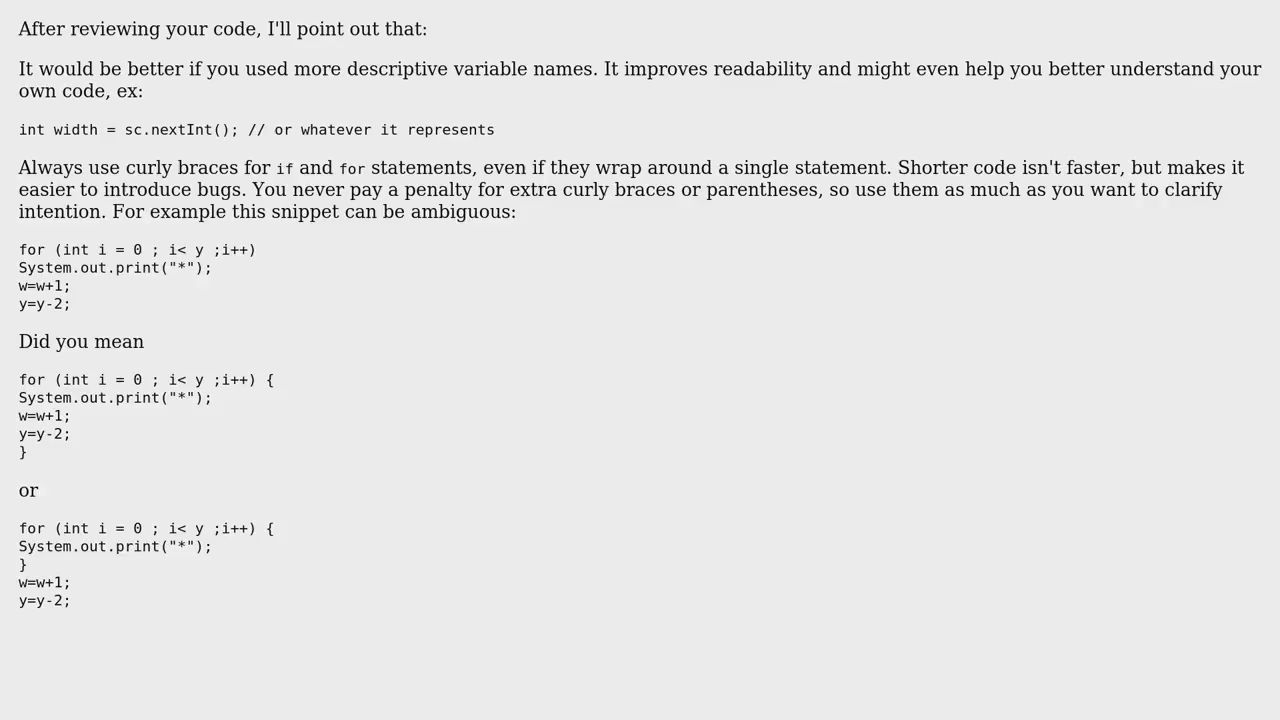 After reviewing your code, I'll point out that:
It would be better if you used more descriptive variable names. It improves readability and might even help you better understand your
own code, ex:
int width = sc.nextInt(); // or whatever it represents
Always use curly braces for if and for statements, even if they wrap around a single statement. Shorter code isn't faster, but makes it
easier to introduce bugs. You never pay a penalty for extra curly braces or parentheses, so use them as much as you want to clarify
intention. For example this snippet can be ambiguous:
for (int i = 0 ; i< y ;i++)
System.out.print("*");
w=w+1;
y=y-2;
Did you mean
for (int i = 0 ; i< y ;i++) {
System.out.print("*");
w=w+1;
y=y-2;
}
or
for (int i = 0 ; i< y ;i++) {
System.out.print("*");
}
w=w+1;
y=y-2;